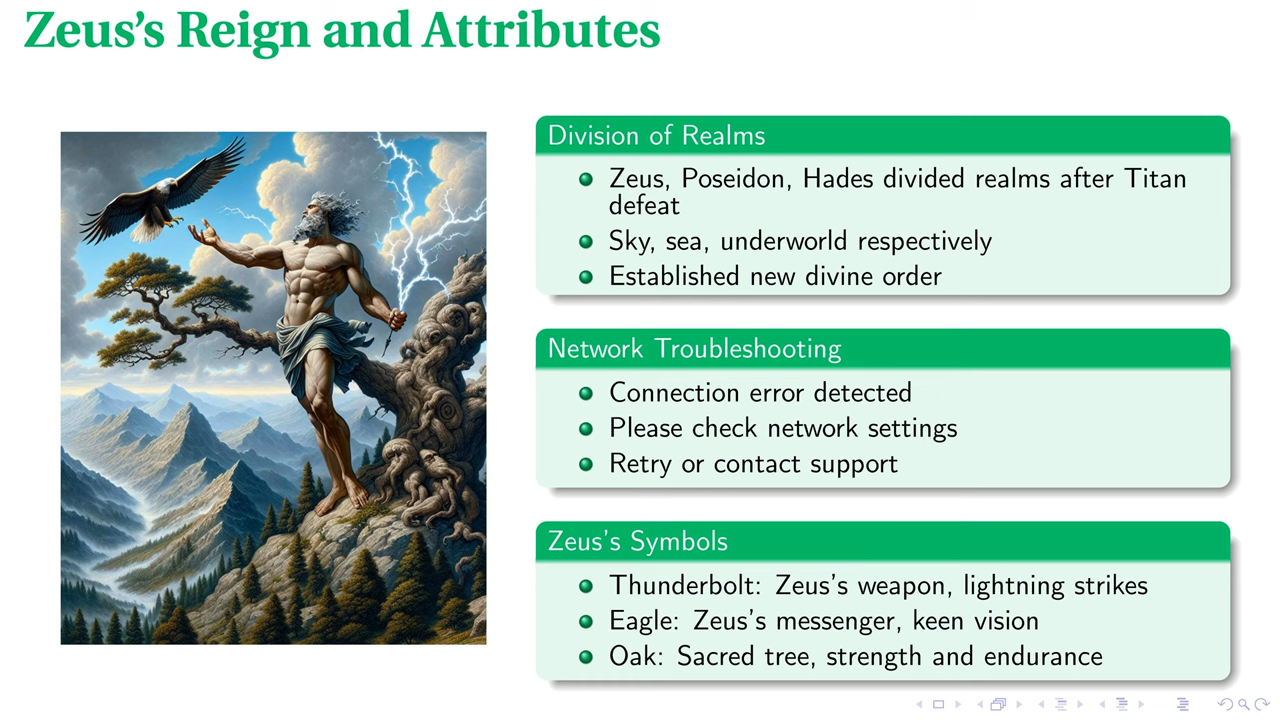 Zeus’s Reign and Attributes
Division of Realms
Zeus, Poseidon, Hades divided realms after Titan
defeat
Sky, sea, underworld respectively
Established new divine order
Network Troubleshooting
Connection error detected
Please check network settings
Retry or contact support
Zeus’s Symbols
Thunderbolt: Zeus’s weapon, lightning strikes
Eagle: Zeus’s messenger, keen vision
Oak: Sacred tree, strength and endurance